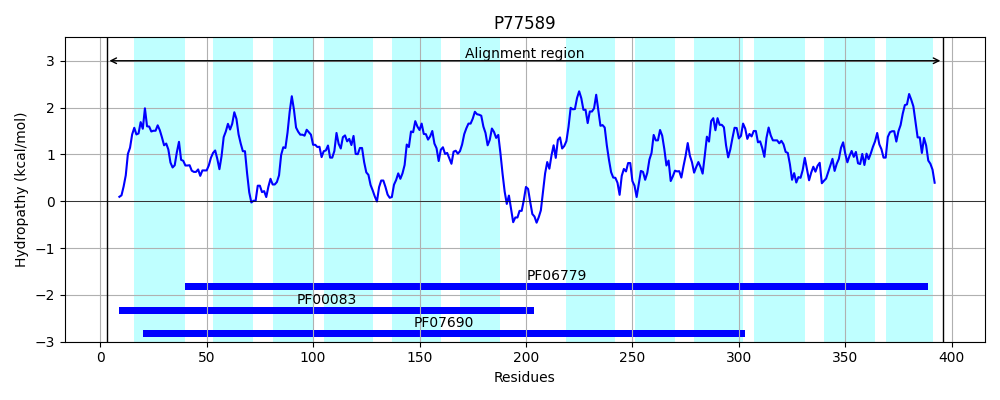 P77589
Alignment region
3
2
1
0
−1
−2
−3
Hydropathy (kcal/mol)
PF06779
PF00083
PF07690
0 50 100 150 200 250 300 350 400
Residues